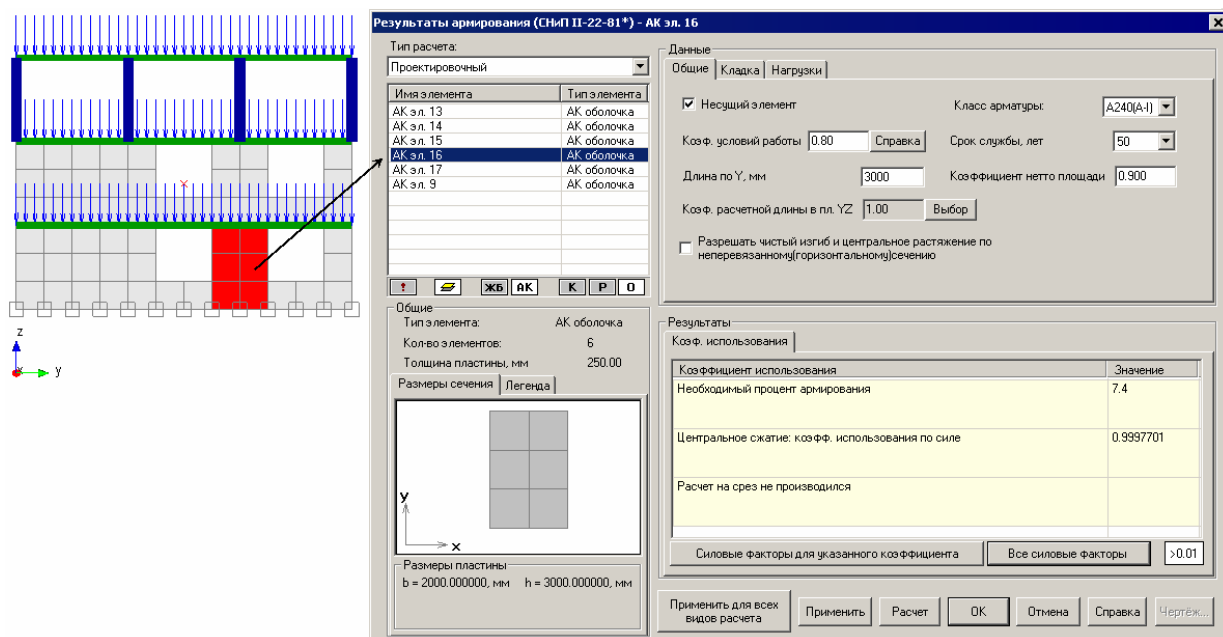 Результаты армирования (СНиП II-22-81*) - АК эл. 16
Тип расчета:
Проектировочный
Имя элемента Тип элемента
АК эл. 13 АК оболочка
АК эл. 14 АК оболочка
АК эл. 15 АК оболочка
АК эл. 16 АК оболочка
АК эл. 17 АК оболочка
АК эл. 9 АК оболочка
! ЖБ АК К Р О
Общие
Тип элемента: АК оболочка
Кол-во элементов: 6
Толщина пластины, мм 250.00
Размеры сечения Легенда
y
x
Размеры пластины
b = 2000.000000, мм h = 3000.000000, мм
Данные
Общие Кладка Нагрузки
Несущий элемент Класс арматуры: A240(A-I)
Коэф. условий работы 0.80 Справка Срок службы, лет 50
Длина по Y, мм 3000 Коэффициент нетто площади 0.900
Коэф. расчетной длины в пл. YZ 1.00 Выбор
Разрешать чистый изгиб и центральное растяжение по
неперевязанному(горизонтальному)сечению
Результаты
Коэф. использования
Коэффициент использования Значение
Необходимый процент армирования 7.4
Центральное сжатие: коэфф. использования по силе 0.9997701
Расчет на срез не производился
Силовые факторы для указанного коэффициента Все силовые факторы >0.01
Применить для всех
видов расчета
Применить Расчет OK Отмена Справка Чертёж...
z
x y